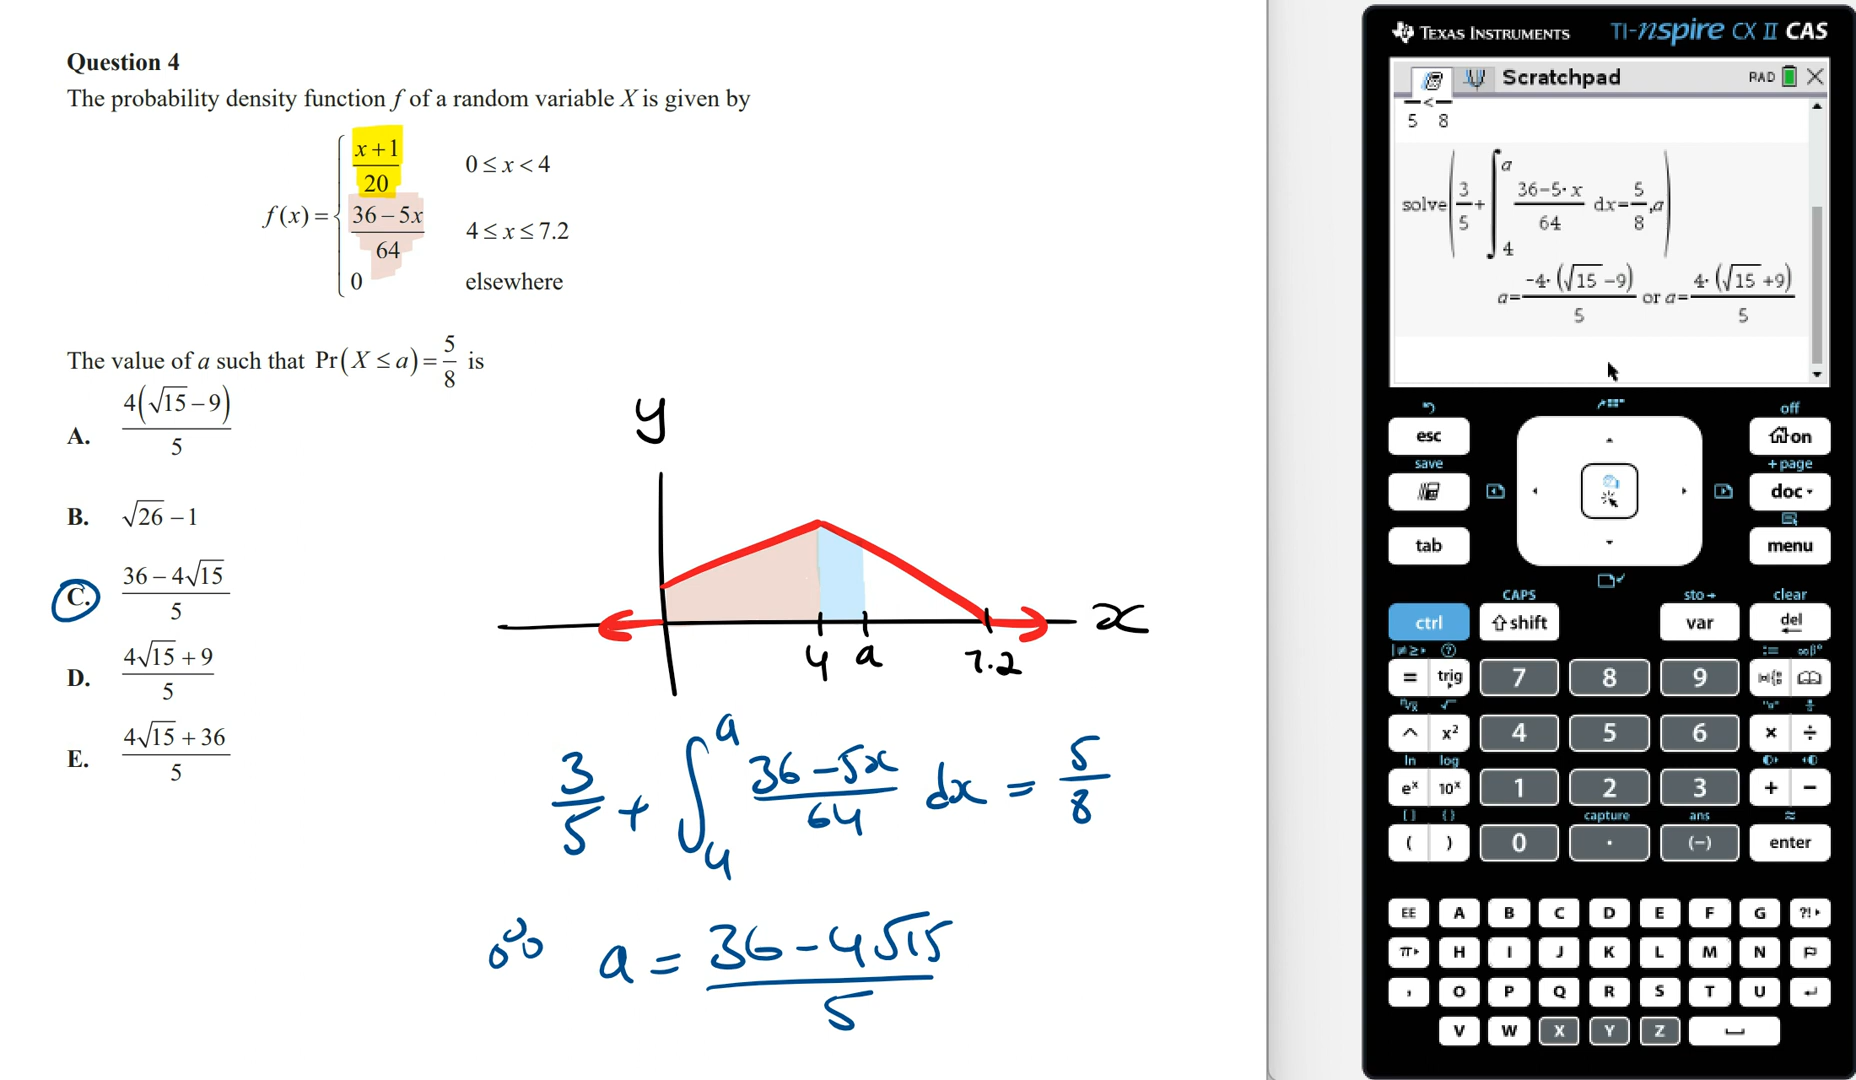 Question 4
The probability density function f of a random variable X is given by
f(x) = { (x + 1)/20    0 ≤ x < 4
(36 − 5x)/64    4 ≤ x ≤ 7.2
0    elsewhere
The value of a such that Pr(X ≤ a) = 5/8 is
A. 4(√15 − 9)/5
B. √26 − 1
C. (36 − 4√15)/5
D. (4√15 + 9)/5
E. (4√15 + 36)/5
y
x
4 a 7.2
3/5 + ∫₄ᵃ (36 − 5x)/64 dx = 5/8
∴ a = (36 − 4√15)/5
TEXAS INSTRUMENTS TI-nspire CX II CAS
Scratchpad RAD
— < —
5 8
solve(3/5 + ∫₄ᵃ (36−5·x)/64 dx = 5/8, a)
a = −4·(√15 −9)/5 or a = 4·(√15 +9)/5
off
esc on
save + page
doc
tab menu
CAPS sto→ clear
ctrl shift var del
|≠≥▸ ? := ∞β°
= trig 7 8 9
ⁿ√x √ "□"
^ x² 4 5 6 × ÷
ln log
eˣ 10ˣ 1 2 3 + −
[ ] { } capture ans ≈
( ) 0 . (−) enter
EE A B C D E F G ?!▸
π▸ H I J K L M N
, O P Q R S T U ↵
V W X Y Z